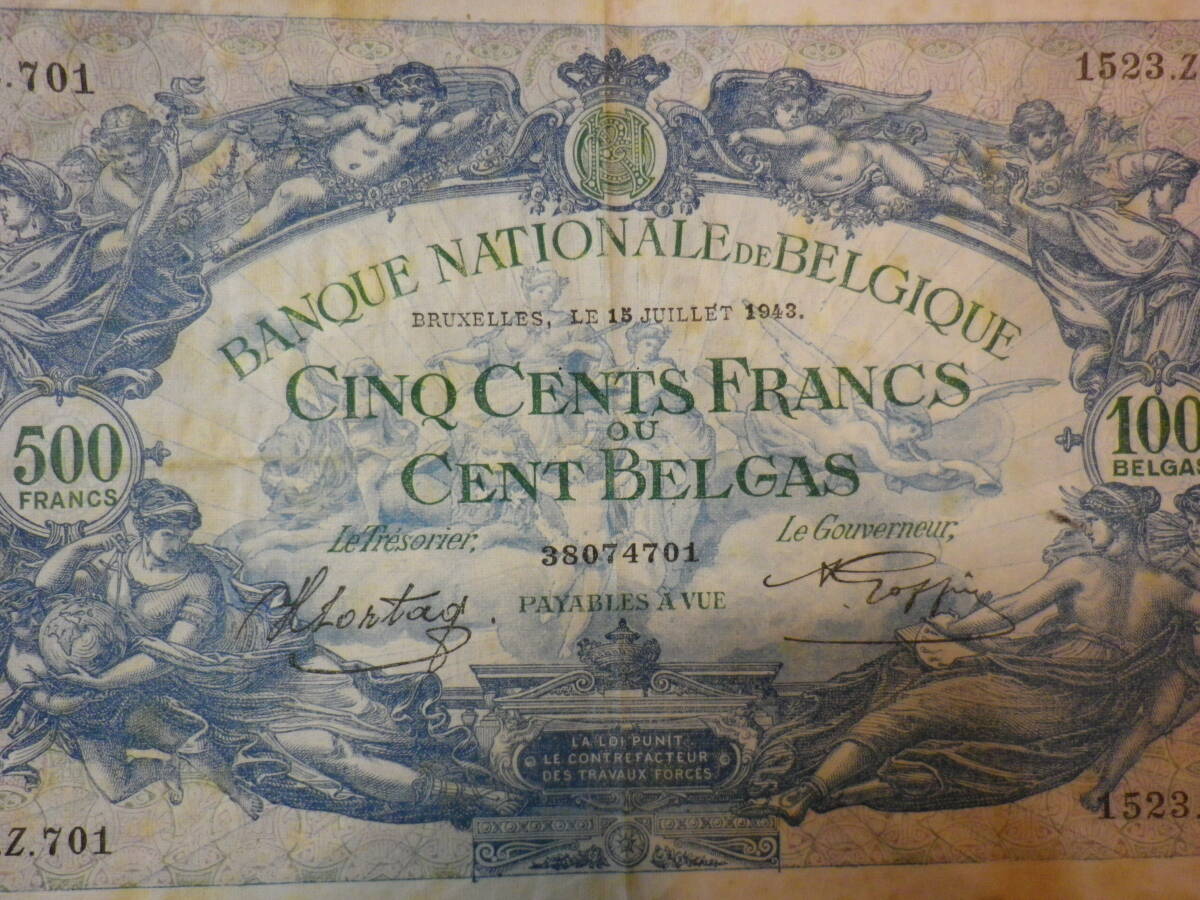 .701
1523.Z
BANQUE NATIONALE DE BELGIQUE
BRUXELLES, LE 15 JUILLET 1943.
CINQ CENTS FRANCS
OU
CENT BELGAS
500
FRANCS
100
BELGAS
Le Trésorier,
38074701
Le Gouverneur,
PAYABLES À VUE
LA LOI PUNIT
LE CONTREFACTEUR
DES TRAVAUX FORCÉS
.Z.701
1523.